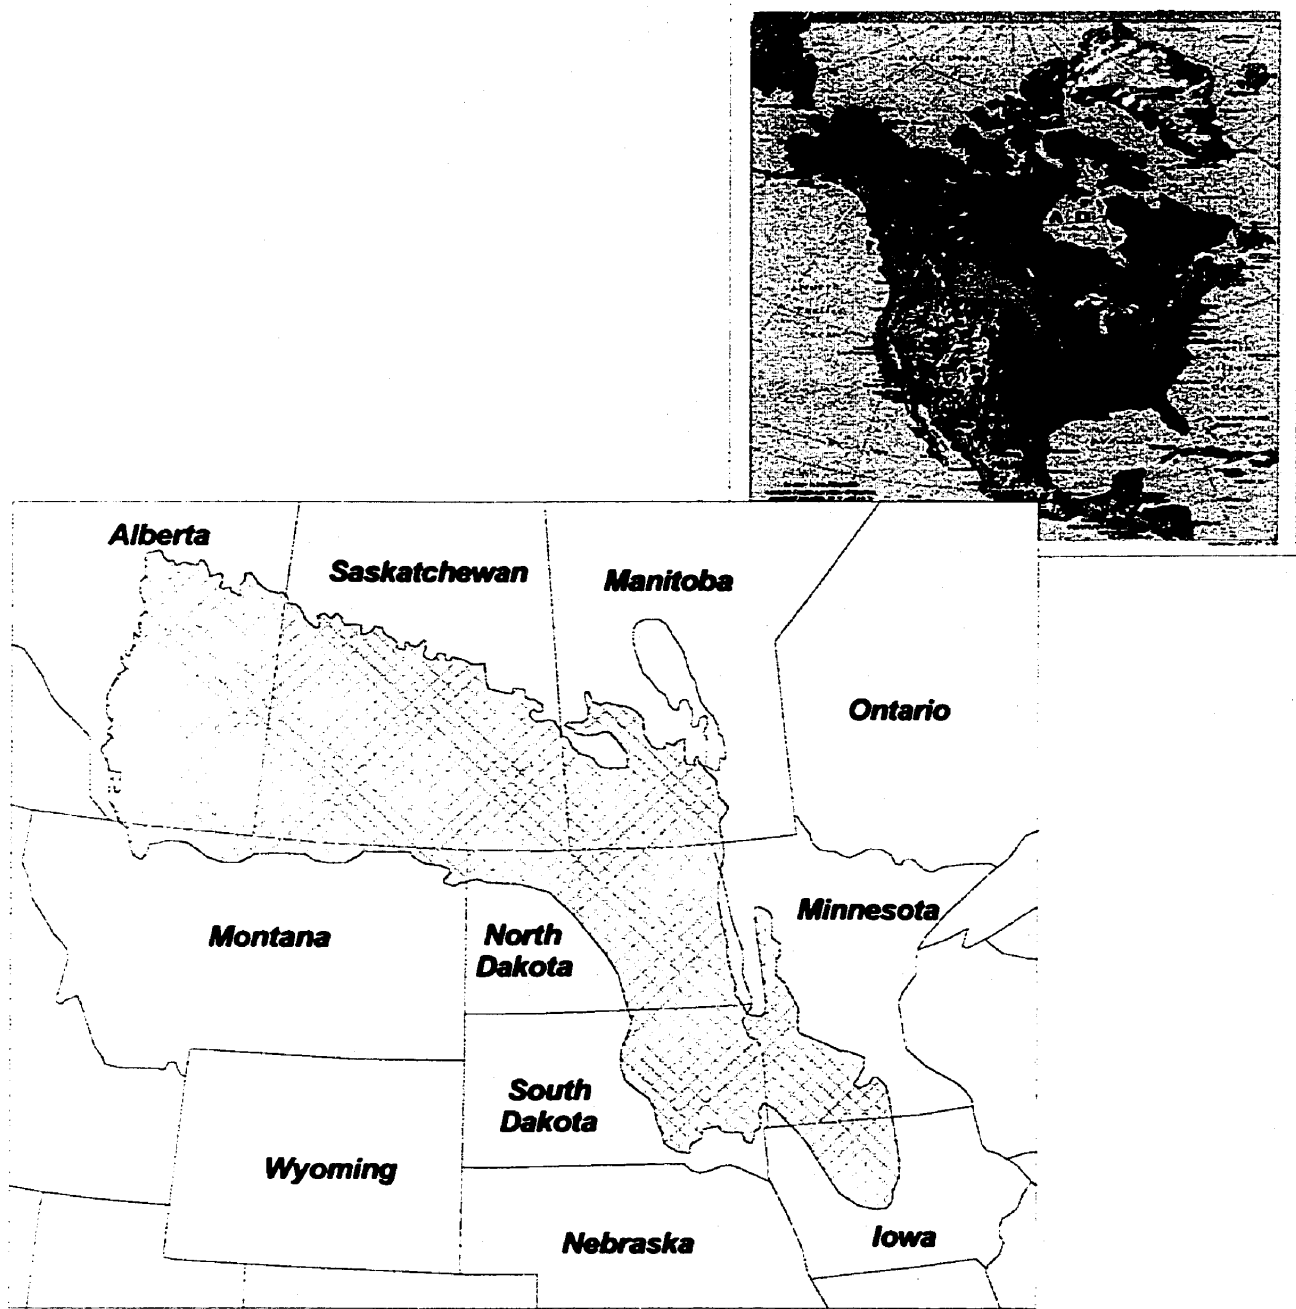 Alberta
Saskatchewan
Manitoba
Ontario
Minnesota
Montana
North
Dakota
South
Dakota
Wyoming
Nebraska
Iowa